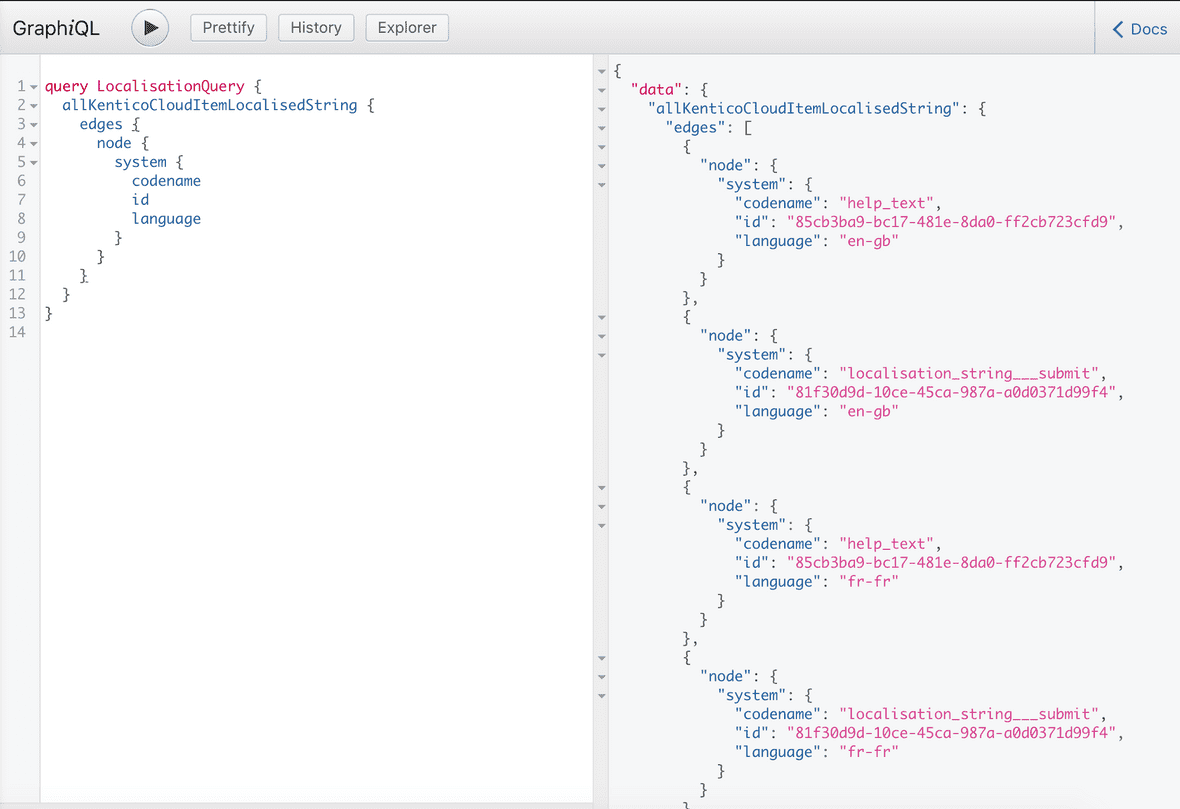 GraphiQL Prettify History Explorer Docs
1 query LocalisationQuery {
2 allKenticoCloudItemLocalisedString {
3 edges {
4 node {
5 system {
6 codename
7 id
8 language
9 }
10 }
11 }
12 }
13 }
14
{
"data": {
"allKenticoCloudItemLocalisedString": {
"edges": [
{
"node": {
"system": {
"codename": "help_text",
"id": "85cb3ba9-bc17-481e-8da0-ff2cb723cfd9",
"language": "en-gb"
}
}
},
{
"node": {
"system": {
"codename": "localisation_string___submit",
"id": "81f30d9d-10ce-45ca-987a-a0d0371d99f4",
"language": "en-gb"
}
}
},
{
"node": {
"system": {
"codename": "help_text",
"id": "85cb3ba9-bc17-481e-8da0-ff2cb723cfd9",
"language": "fr-fr"
}
}
},
{
"node": {
"system": {
"codename": "localisation_string___submit",
"id": "81f30d9d-10ce-45ca-987a-a0d0371d99f4",
"language": "fr-fr"
}
}